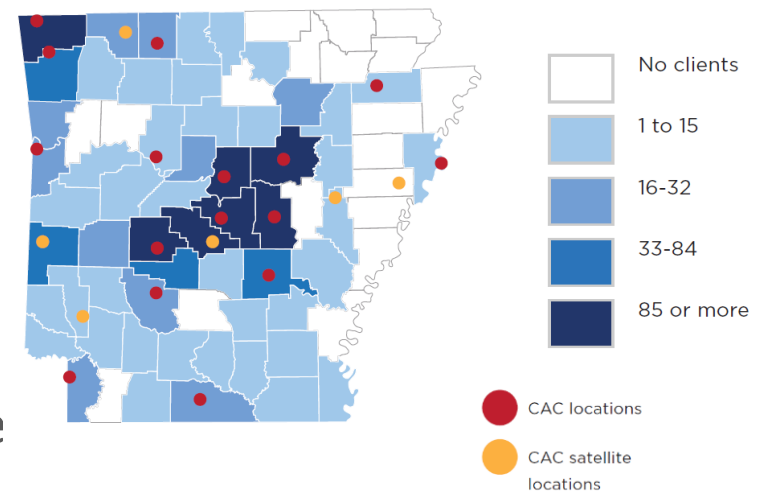 No clients
1 to 15
16-32
33-84
85 or more
CAC locations
CAC satellite
locations
e